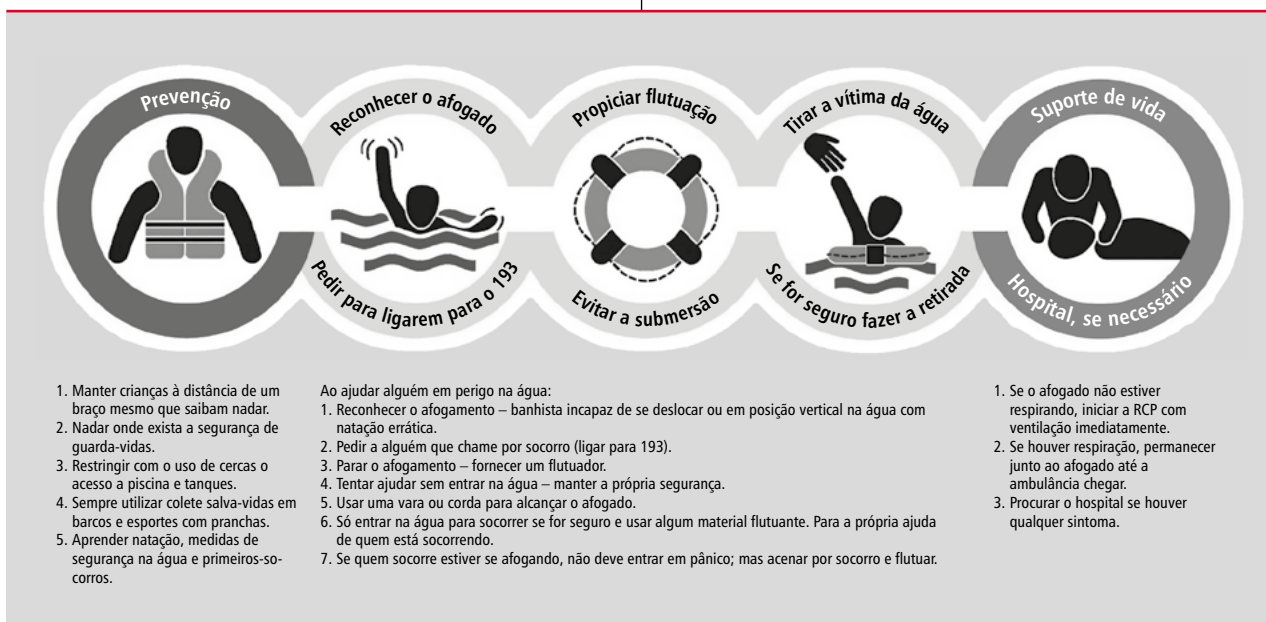 Prevenção
Reconhecer o afogado
Pedir para ligarem para o 193
Propiciar flutuação
Evitar a submersão
Tirar a vítima da água
Se for seguro fazer a retirada
Suporte de vida
Hospital, se necessário
1. Manter crianças à distância de um
braço mesmo que saibam nadar.
2. Nadar onde exista a segurança de
guarda-vidas.
3. Restringir com o uso de cercas o
acesso a piscina e tanques.
4. Sempre utilizar colete salva-vidas em
barcos e esportes com pranchas.
5. Aprender natação, medidas de
segurança na água e primeiros-so-
corros.
Ao ajudar alguém em perigo na água:
1. Reconhecer o afogamento – banhista incapaz de se deslocar ou em posição vertical na água com
natação errática.
2. Pedir a alguém que chame por socorro (ligar para 193).
3. Parar o afogamento – fornecer um flutuador.
4. Tentar ajudar sem entrar na água – manter a própria segurança.
5. Usar uma vara ou corda para alcançar o afogado.
6. Só entrar na água para socorrer se for seguro e usar algum material flutuante. Para a própria ajuda
de quem está socorrendo.
7. Se quem socorre estiver se afogando, não deve entrar em pânico; mas acenar por socorro e flutuar.
1. Se o afogado não estiver
respirando, iniciar a RCP com
ventilação imediatamente.
2. Se houver respiração, permanecer
junto ao afogado até a
ambulância chegar.
3. Procurar o hospital se houver
qualquer sintoma.